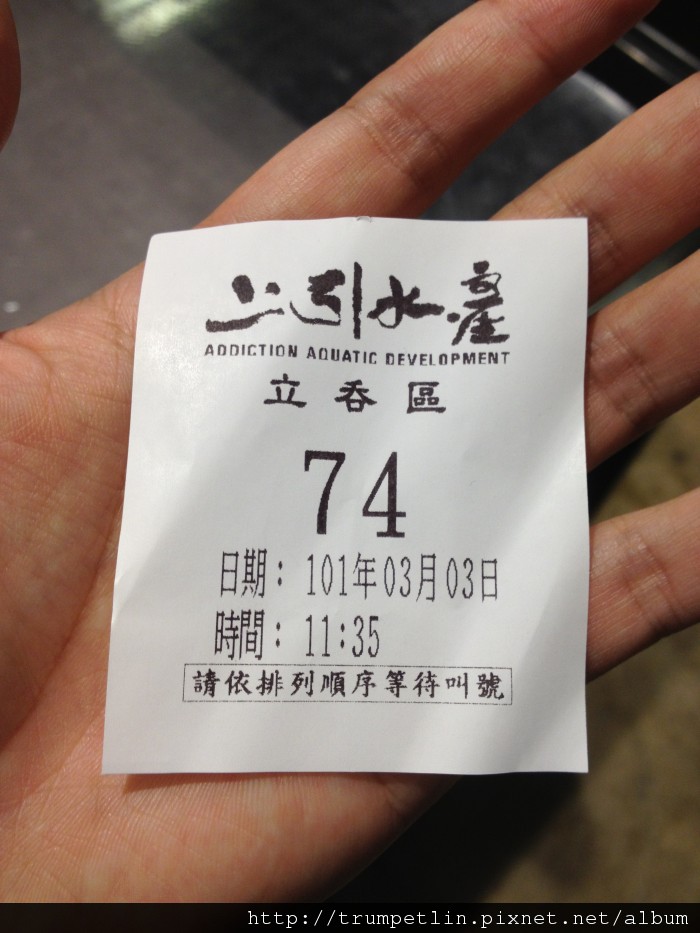 上引水產
ADDICTION AQUATIC DEVELOPMENT
立吞區
74
日期：101年03月03日
時間：11:35
請依排列順序等待叫號
http://trumpetlin.pixnet.net/album